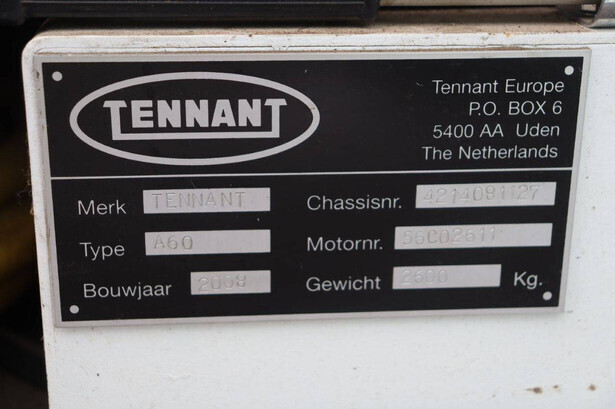 TENNANT
Tennant Europe
P.O. BOX 6
5400 AA Uden
The Netherlands
Merk TENNANT
Type A60
Bouwjaar 2008
Chassisnr. 4214081127
Motornr. 56002611
Gewicht 2600 Kg.